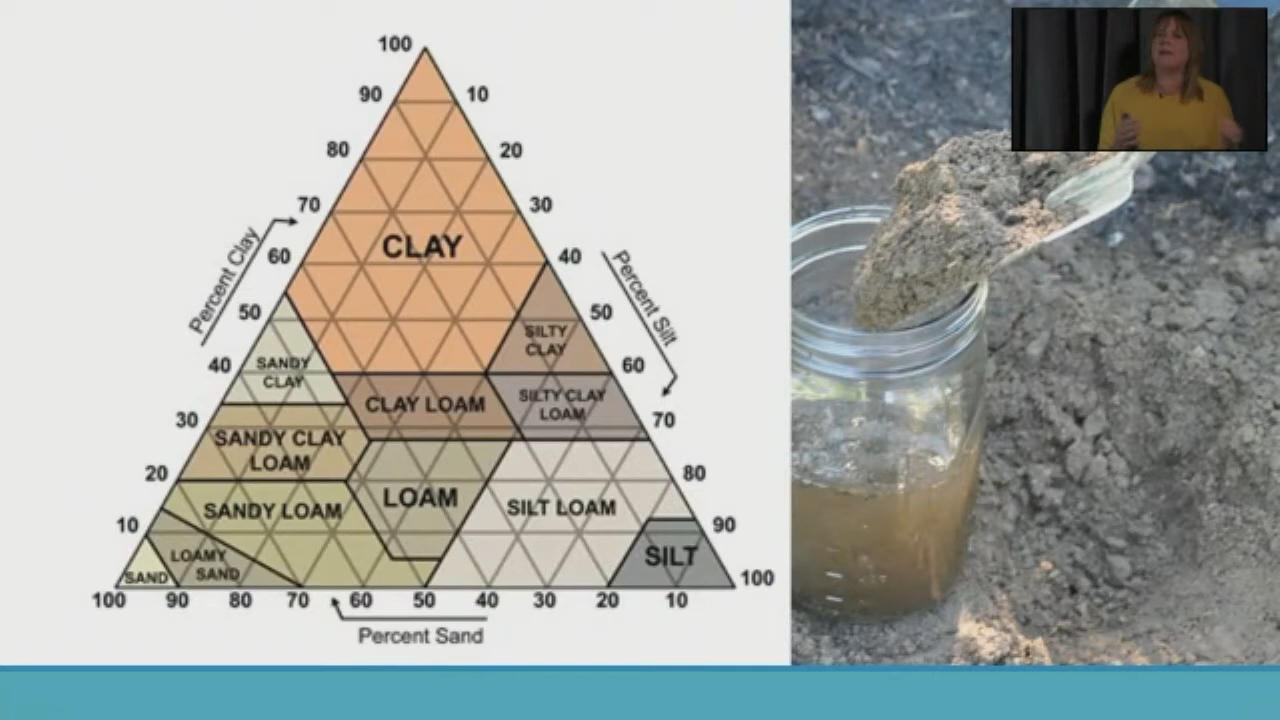 100
90
10
80
20
70
30
CLAY
60
40
Percent Clay
Percent Silt
50
50
SILTY
CLAY
40
60
SANDY
CLAY
CLAY LOAM
SILTY CLAY
LOAM
30
70
SANDY CLAY
LOAM
20
80
LOAM
SANDY LOAM
SILT LOAM
10
90
LOAMY
SAND
SILT
SAND
100
100
90
80
70
60
50
40
30
20
10
Percent Sand